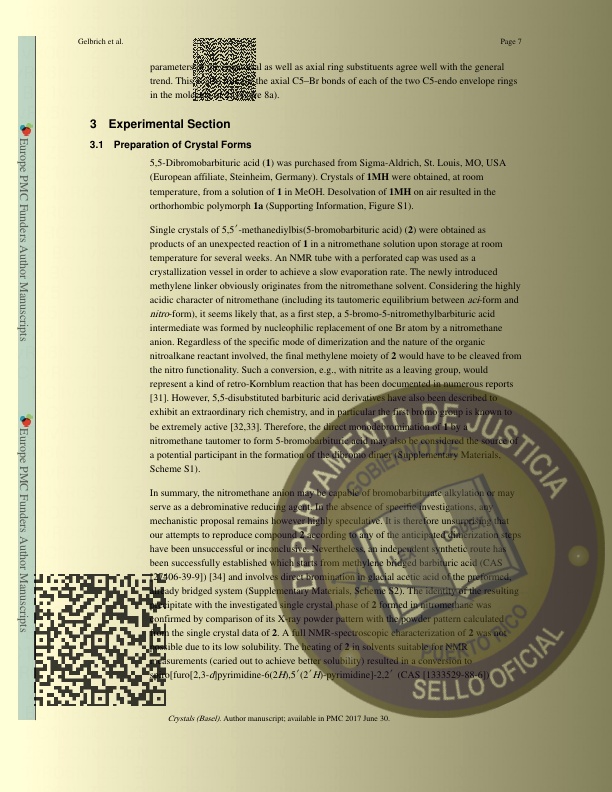 Gelbrich et al.
Page 7
parameters as well as axial ring substituents agree well with the general
trend. This the axial C5–Br bonds of each of the two C5-endo envelope rings
in the 8a).
3 Experimental Section
3.1 Preparation of Crystal Forms
5,5-Dibromobarbituric acid (1) was purchased from Sigma-Aldrich, St. Louis, MO, USA
(European affiliate, Steinheim, Germany). Crystals of 1MH were obtained, at room
temperature, from a solution of 1 in MeOH. Desolvation of 1MH on air resulted in the
orthorhombic polymorph 1a (Supporting Information, Figure S1).
Single crystals of 5,5′-methanediylbis(5-bromobarbituric acid) (2) were obtained as
products of an unexpected reaction of 1 in a nitromethane solution upon storage at room
temperature for several weeks. An NMR tube with a perforated cap was used as a
crystallization vessel in order to achieve a slow evaporation rate. The newly introduced
methylene linker obviously originates from the nitromethane solvent. Considering the highly
acidic character of nitromethane (including its tautomeric equilibrium between aci-form and
nitro-form), it seems likely that, as a first step, a 5-bromo-5-nitromethylbarbituric acid
intermediate was formed by nucleophilic replacement of one Br atom by a nitromethane
anion. Regardless of the specific mode of dimerization and the nature of the organic
nitroalkane reactant involved, the final methylene moiety of 2 would have to be cleaved from
the nitro functionality. Such a conversion, e.g., with nitrite as a leaving group, would
represent a kind of retro-Kornblum reaction that has been documented in numerous reports
[31]. However, 5,5-disubstituted barbituric acid derivatives have also been described to
exhibit an extraordinary rich chemistry, and in particular the first bromo group is known to
be extremely active [32,33]. Therefore, the direct monodebromination of 1 by a
nitromethane tautomer to form 5-bromobarbituric acid may also be considered the source of
a potential participant in the formation of the dibromo dimer (Supplementary Materials,
Scheme S1).
In summary, the nitromethane anion may be capable of bromobarbiturate alkylation or may
serve as a debrominative reducing agent. In the absence of specific investigations, any
mechanistic proposal remains however highly speculative. It is therefore unsurprising that
our attempts to reproduce compound 2 according to any of the anticipated dimerization steps
have been unsuccessful or inconclusive. Nevertheless, an independent synthetic route has
been successfully established which starts from methylene bridged barbituric acid (CAS
[27406-39-9]) [34] and involves direct bromination in glacial acetic acid of the preformed,
already bridged system (Supplementary Materials, Scheme S2). The identity of the resulting
precipitate with the investigated single crystal phase of 2 formed in nitromethane was
confirmed by comparison of its X-ray powder pattern with the powder pattern calculated
from the single crystal data of 2. A full NMR-spectroscopic characterization of 2 was not
possible due to its low solubility. The heating of 2 in solvents suitable for NMR
measurements (caried out to achieve better solubility) resulted in a conversion to
spiro[furo[2,3-d]pyrimidine-6(2H),5′(2′H)-pyrimidine]-2,2′ (CAS [1333529-88-6])
Crystals (Basel). Author manuscript; available in PMC 2017 June 30.
Europe PMC Funders Author Manuscripts
Europe PMC Funders Author Manuscripts
DEPARTAMENTO DE JUSTICIA
GOBIERNO DE
PUERTO RICO
SELLO OFICIAL